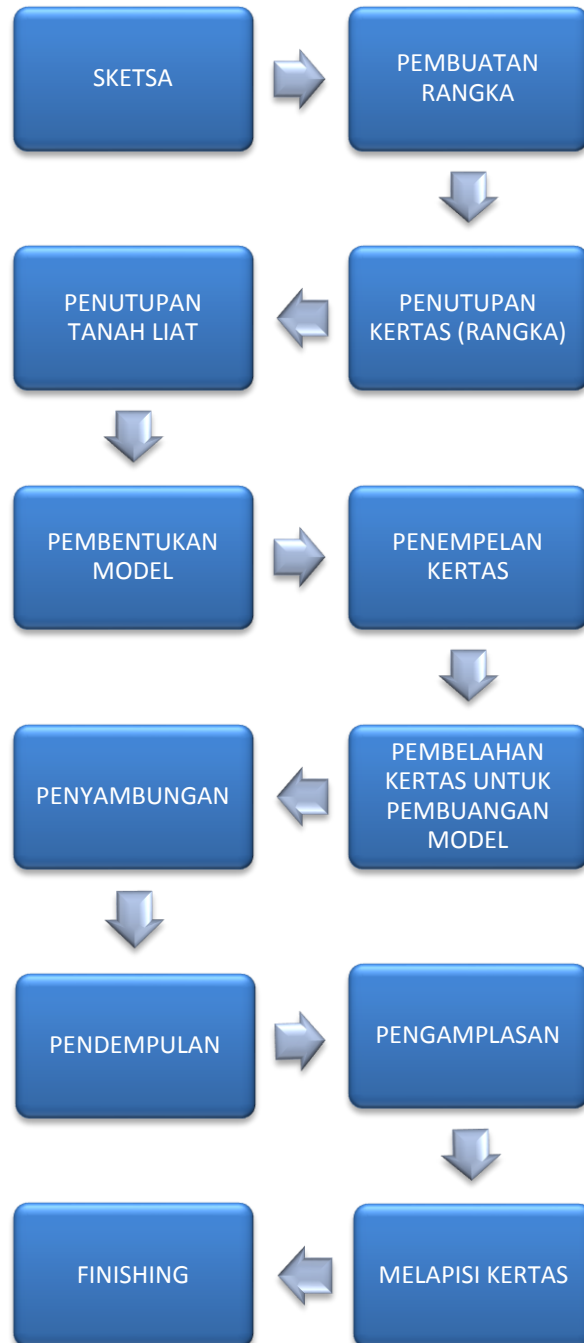 SKETSA
PEMBUATAN
RANGKA
PENUTUPAN
KERTAS (RANGKA)
PENUTUPAN
TANAH LIAT
PEMBENTUKAN
MODEL
PENEMPELAN
KERTAS
PEMBELAHAN
KERTAS UNTUK
PEMBUANGAN
MODEL
PENYAMBUNGAN
PENDEMPULAN
PENGAMPLASAN
MELAPISI KERTAS
FINISHING